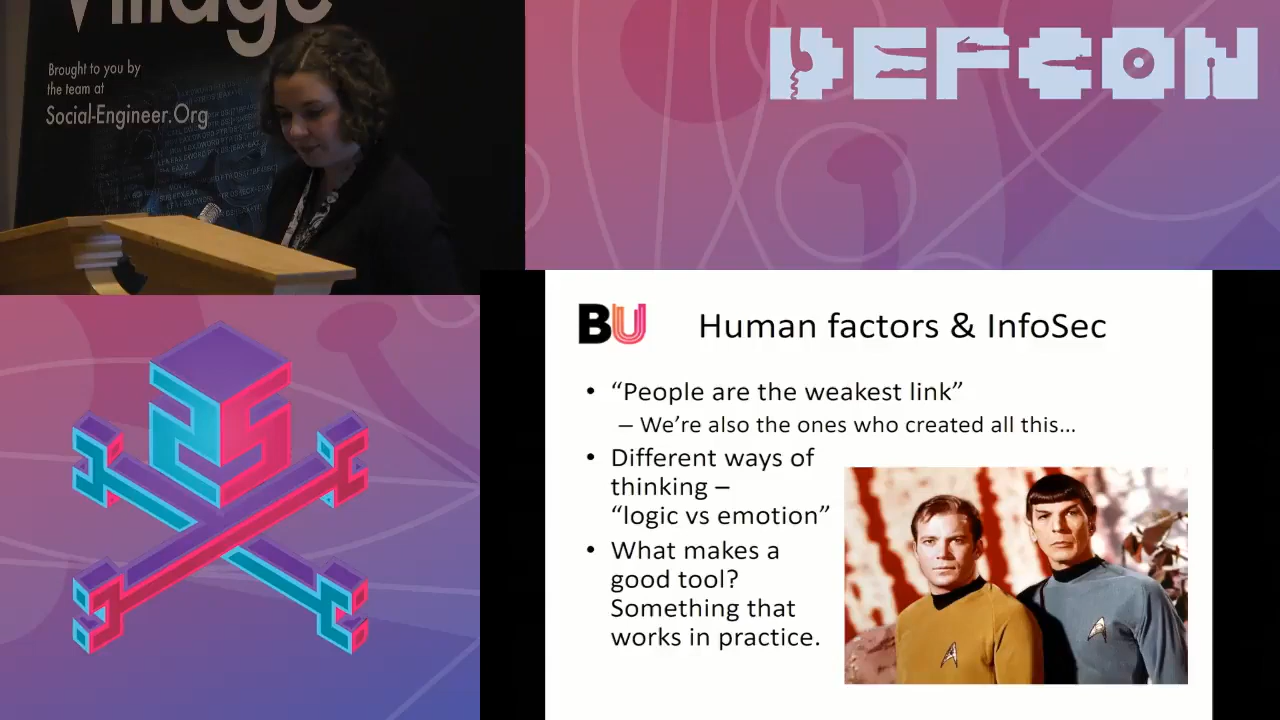 Village
Brought to you by
the team at
Social-Engineer.Org
DEFCON
BU
Human factors & InfoSec
• “People are the weakest link”
– We’re also the ones who created all this…
• Different ways of
thinking –
“logic vs emotion”
• What makes a
good tool?
Something that
works in practice.